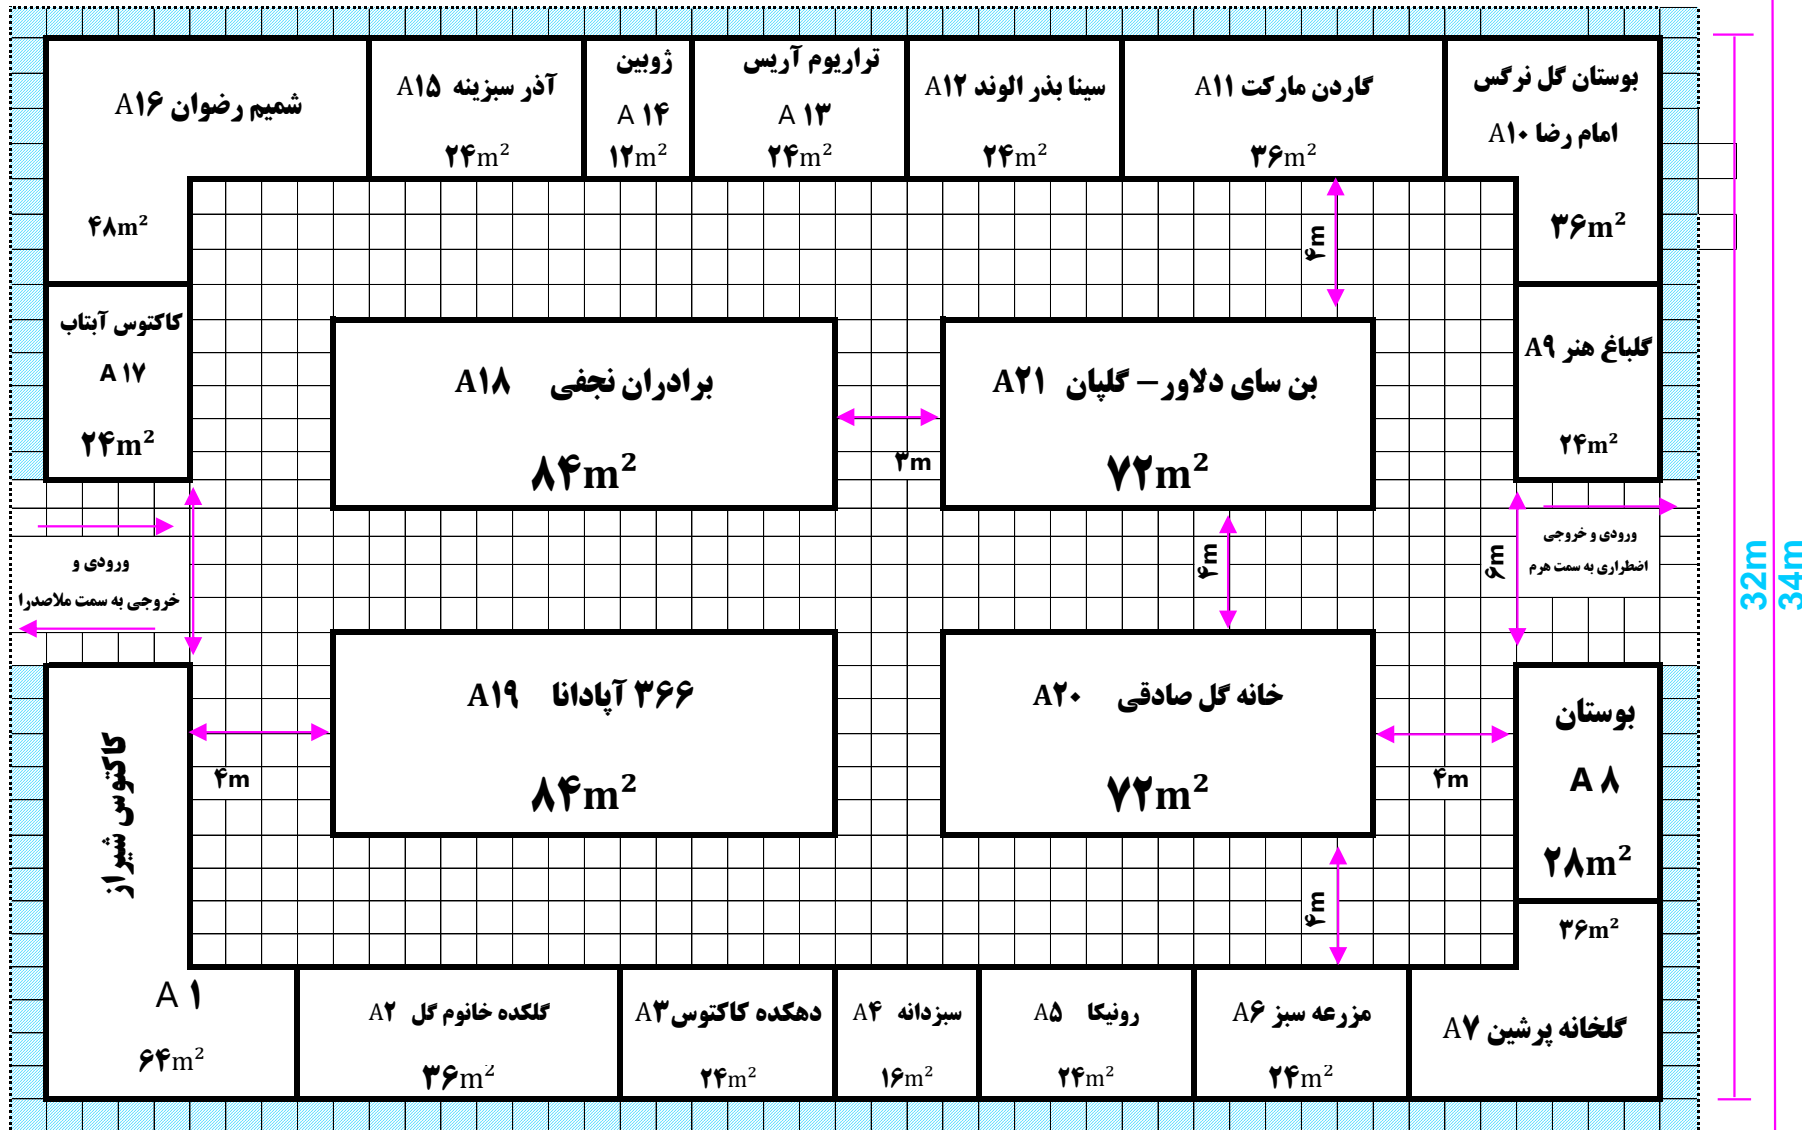 شمیم رضوان A۱۶
۴۸m²
آذر سبزینه A۱۵
۲۴m²
ژوبین
A ۱۴
۱۲m²
تراریوم آریس
A ۱۳
۲۴m²
سینا بذر الوند A۱۲
۲۴m²
گاردن مارکت A۱۱
۳۶m²
بوستان گل نرگس
امام رضا A۱۰
۳۶m²
۴m
کاکتوس آبتاب
A ۱۷
۲۴m²
برادران نجفی A۱۸
۸۴m²
۳m
بن سای دلاور – گلپان A۲۱
۷۲m²
گلباغ هنر A۹
۲۴m²
ورودی و
خروجی به سمت ملاصدرا
۴m
۶m
ورودی و خروجی
اضطراری به سمت هرم
32m
34m
کاکتوس شیراز
A ۱
۶۴m²
۴m
۳۶۶ آپادانا A۱۹
۸۴m²
خانه گل صادقی A۲۰
۷۲m²
۴m
بوستان
A ۸
۲۸m²
۴m
۳۶m²
گلخانه پرشین A۷
گلکده خانوم گل A۲
۳۶m²
دهکده کاکتوس A۳
۲۴m²
سبزدانه A۴
۱۶m²
رونیکا A۵
۲۴m²
مزرعه سبز A۶
۲۴m²